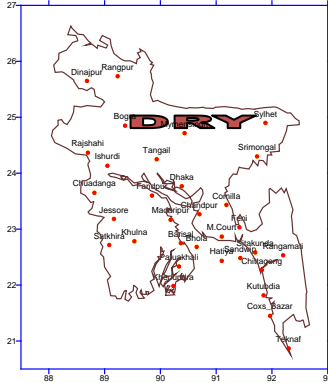 27
Rangpur
Dinajpur
26
Bogra
DRY
Mymensingh
Sylhet
25
Rajshahi
Ishurdi
Tangail
Srimongal
24
Chuadanga
Faridpur
Dhaka
Comilla
Jessore
Madaripur
Chandpur
Feni
23
Satkhira
Khulna
Barisal
Bhola
M.Court
Hatiya
Sandwip
Sitakunda
Rangamati
Patuakhali
Chittagong
Khepupara
Kutubdia
22
Coxs_Bazar
Teknaf
21
88
89
90
91
92